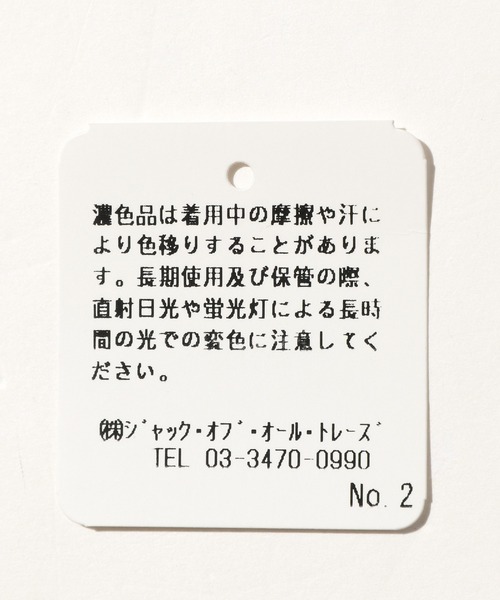 濃色品は着用中の摩擦や汗に
より色移りすることがありま
す。長期使用及び保管の際、
直射日光や蛍光灯による長時
間の光での変色に注意してく
ださい。
㈱ｼﾞｬｯｸ･ｵﾌﾞ･ｵｰﾙ･ﾄﾚｰｽﾞ
TEL 03-3470-0990
No. 2